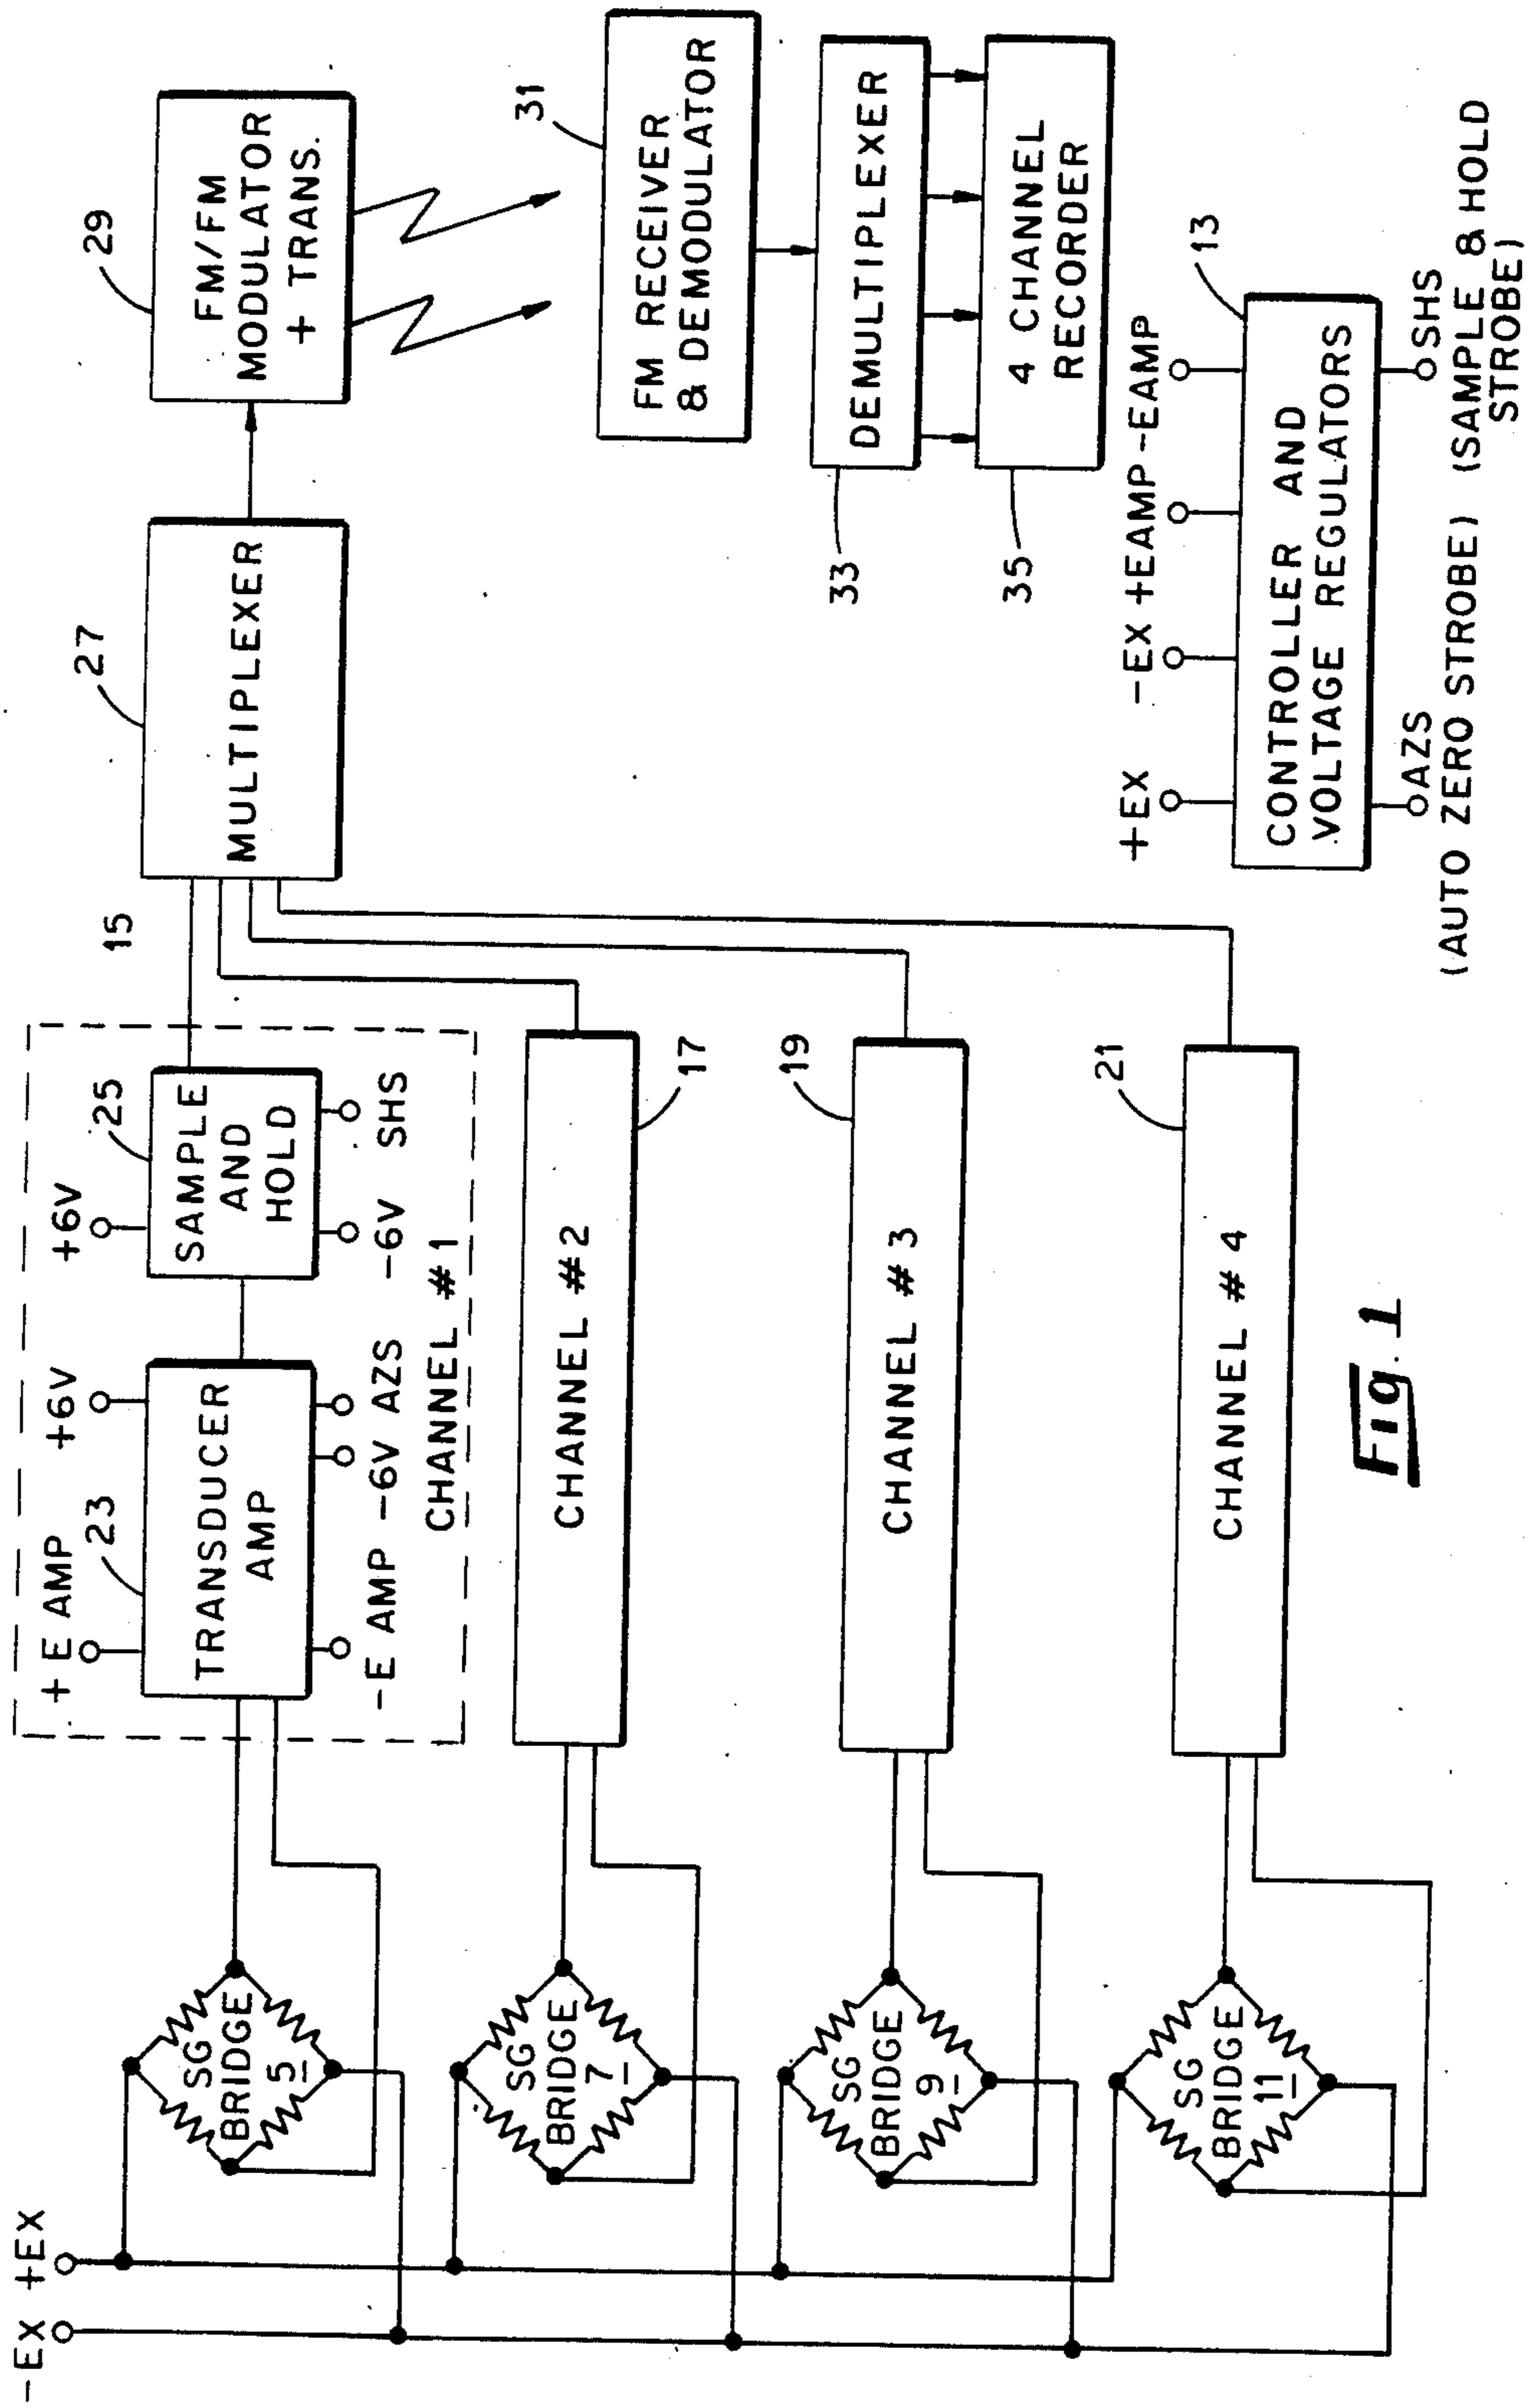 -EX
+EX
SG
BRIDGE
5
SG
BRIDGE
7
SG
BRIDGE
9
SG
BRIDGE
11
+E AMP
23
+6V
TRANSDUCER
AMP
-E AMP -6V AZS
+6V
25
SAMPLE
AND
HOLD
-6V SHS
CHANNEL #1
15
CHANNEL #2
17
CHANNEL #3
19
CHANNEL #4
21
27
MULTIPLEXER
29
FM/FM
MODULATOR
+ TRANS.
31
FM RECEIVER
& DEMODULATOR
33
DEMULTIPLEXER
35
4 CHANNEL
RECORDER
+EX -EX +EAMP -EAMP
13
CONTROLLER AND
VOLTAGE REGULATORS
AZS
SHS
(AUTO ZERO STROBE) (SAMPLE & HOLD
STROBE)
Fig. 1